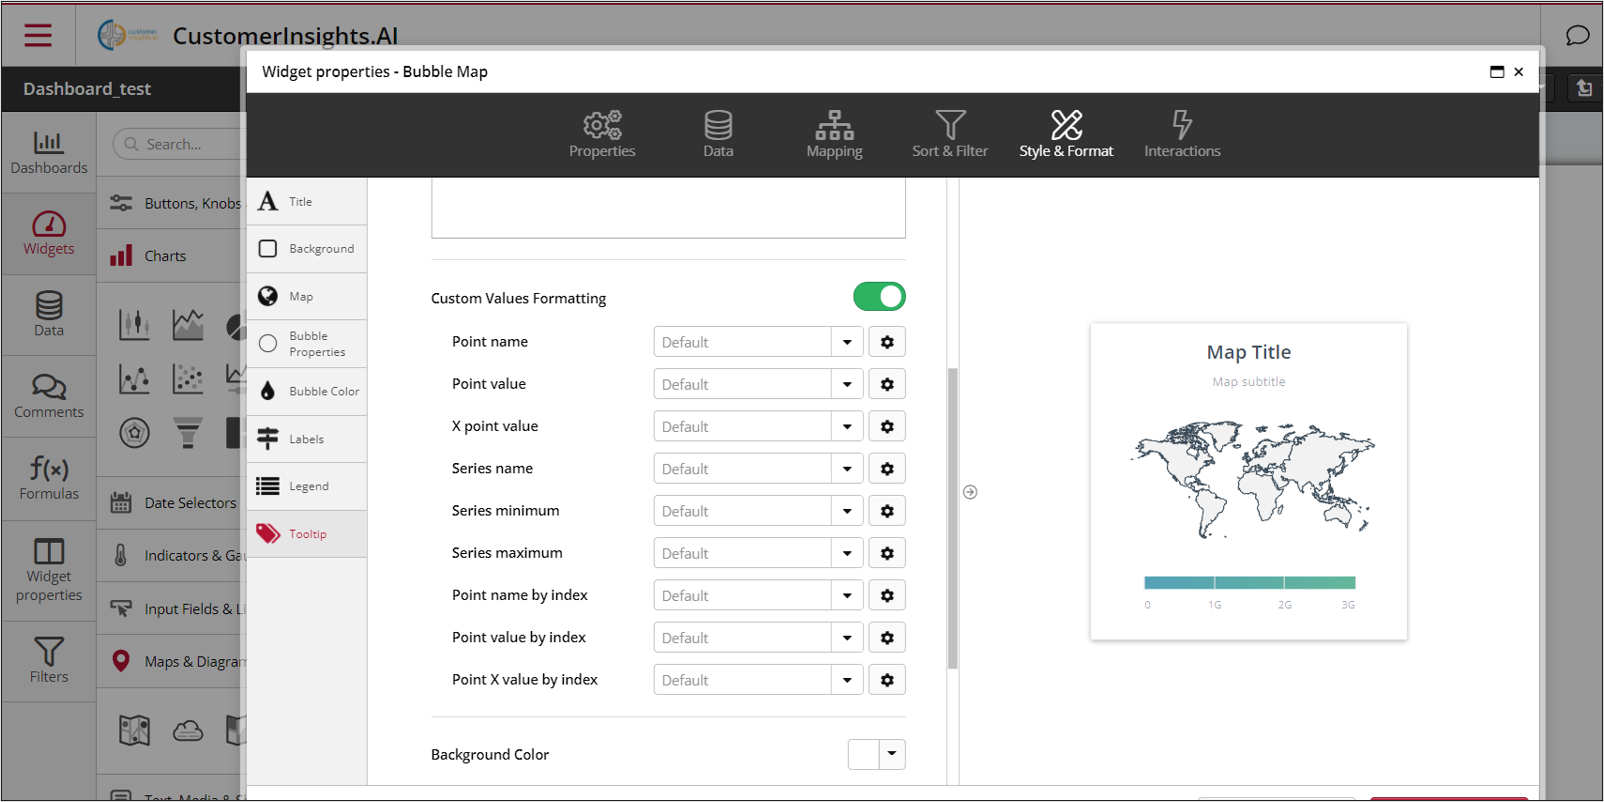 customer
insights.ai
CustomerInsights.AI
Widget properties - Bubble Map
Dashboard_test
Properties
Data
Mapping
Sort & Filter
Style & Format
Interactions
Dashboards
Widgets
Data
Comments
f(x)
Formulas
Widget
properties
Filters
Search...
Buttons, Knobs
Charts
Date Selectors
Indicators & Gau
Input Fields & Li
Maps & Diagram
Title
Background
Map
Bubble
Properties
Bubble Color
Labels
Legend
Tooltip
Custom Values Formatting
Point name Default
Point value Default
X point value Default
Series name Default
Series minimum Default
Series maximum Default
Point name by index Default
Point value by index Default
Point X value by index Default
Background Color
Map Title
Map subtitle
0 1G 2G 3G